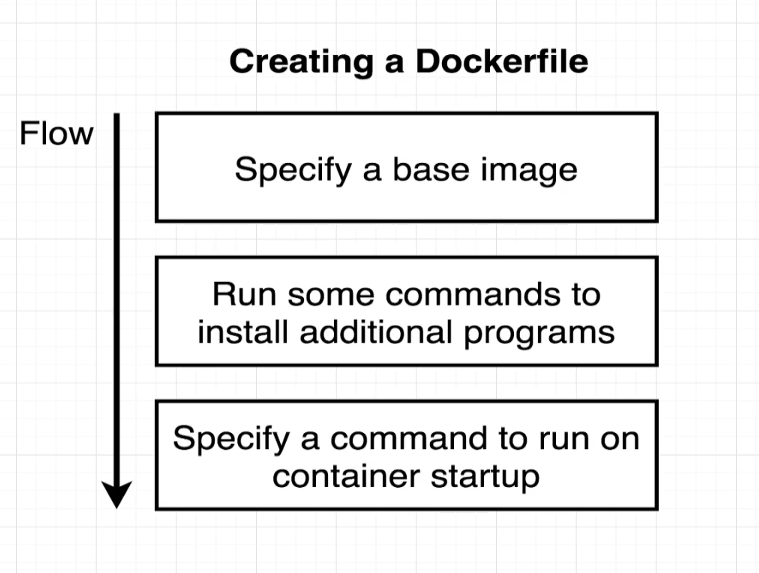 Creating a Dockerfile
Flow
Specify a base image
Run some commands to
install additional programs
Specify a command to run on
container startup